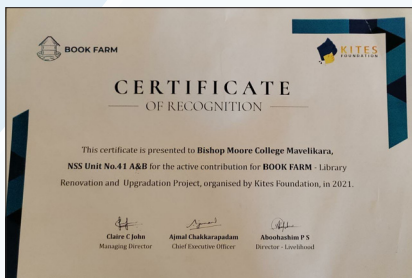 BOOK FARM
KITES
FOUNDATION
CERTIFICATE
OF RECOGNITION
This certificate is presented to Bishop Moore College Mavelikara,
NSS Unit No.41 A&B for the active contribution for BOOK FARM - Library
Renovation and Upgradation Project, organised by Kites Foundation, in 2021.
Claire C John
Managing Director
Ajmal Chakkarapadam
Chief Executive Officer
Aboohashim P S
Director - Livelihood